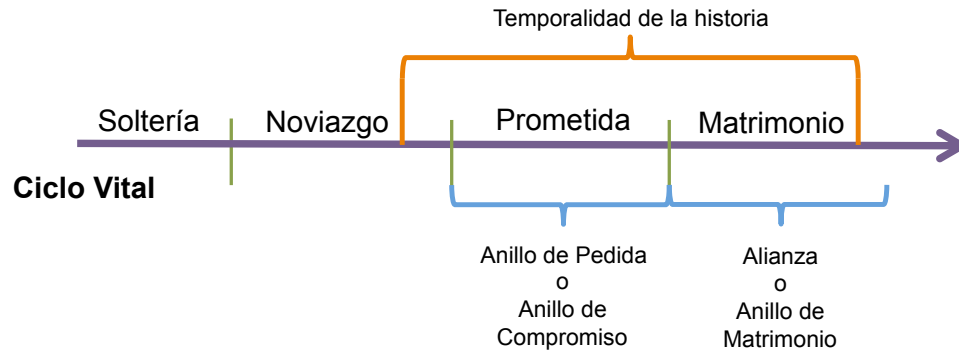 Temporalidad de la historia
Soltería
Noviazgo
Prometida
Matrimonio
Ciclo Vital
Anillo de Pedida
o
Anillo de
Compromiso
Alianza
o
Anillo de
Matrimonio